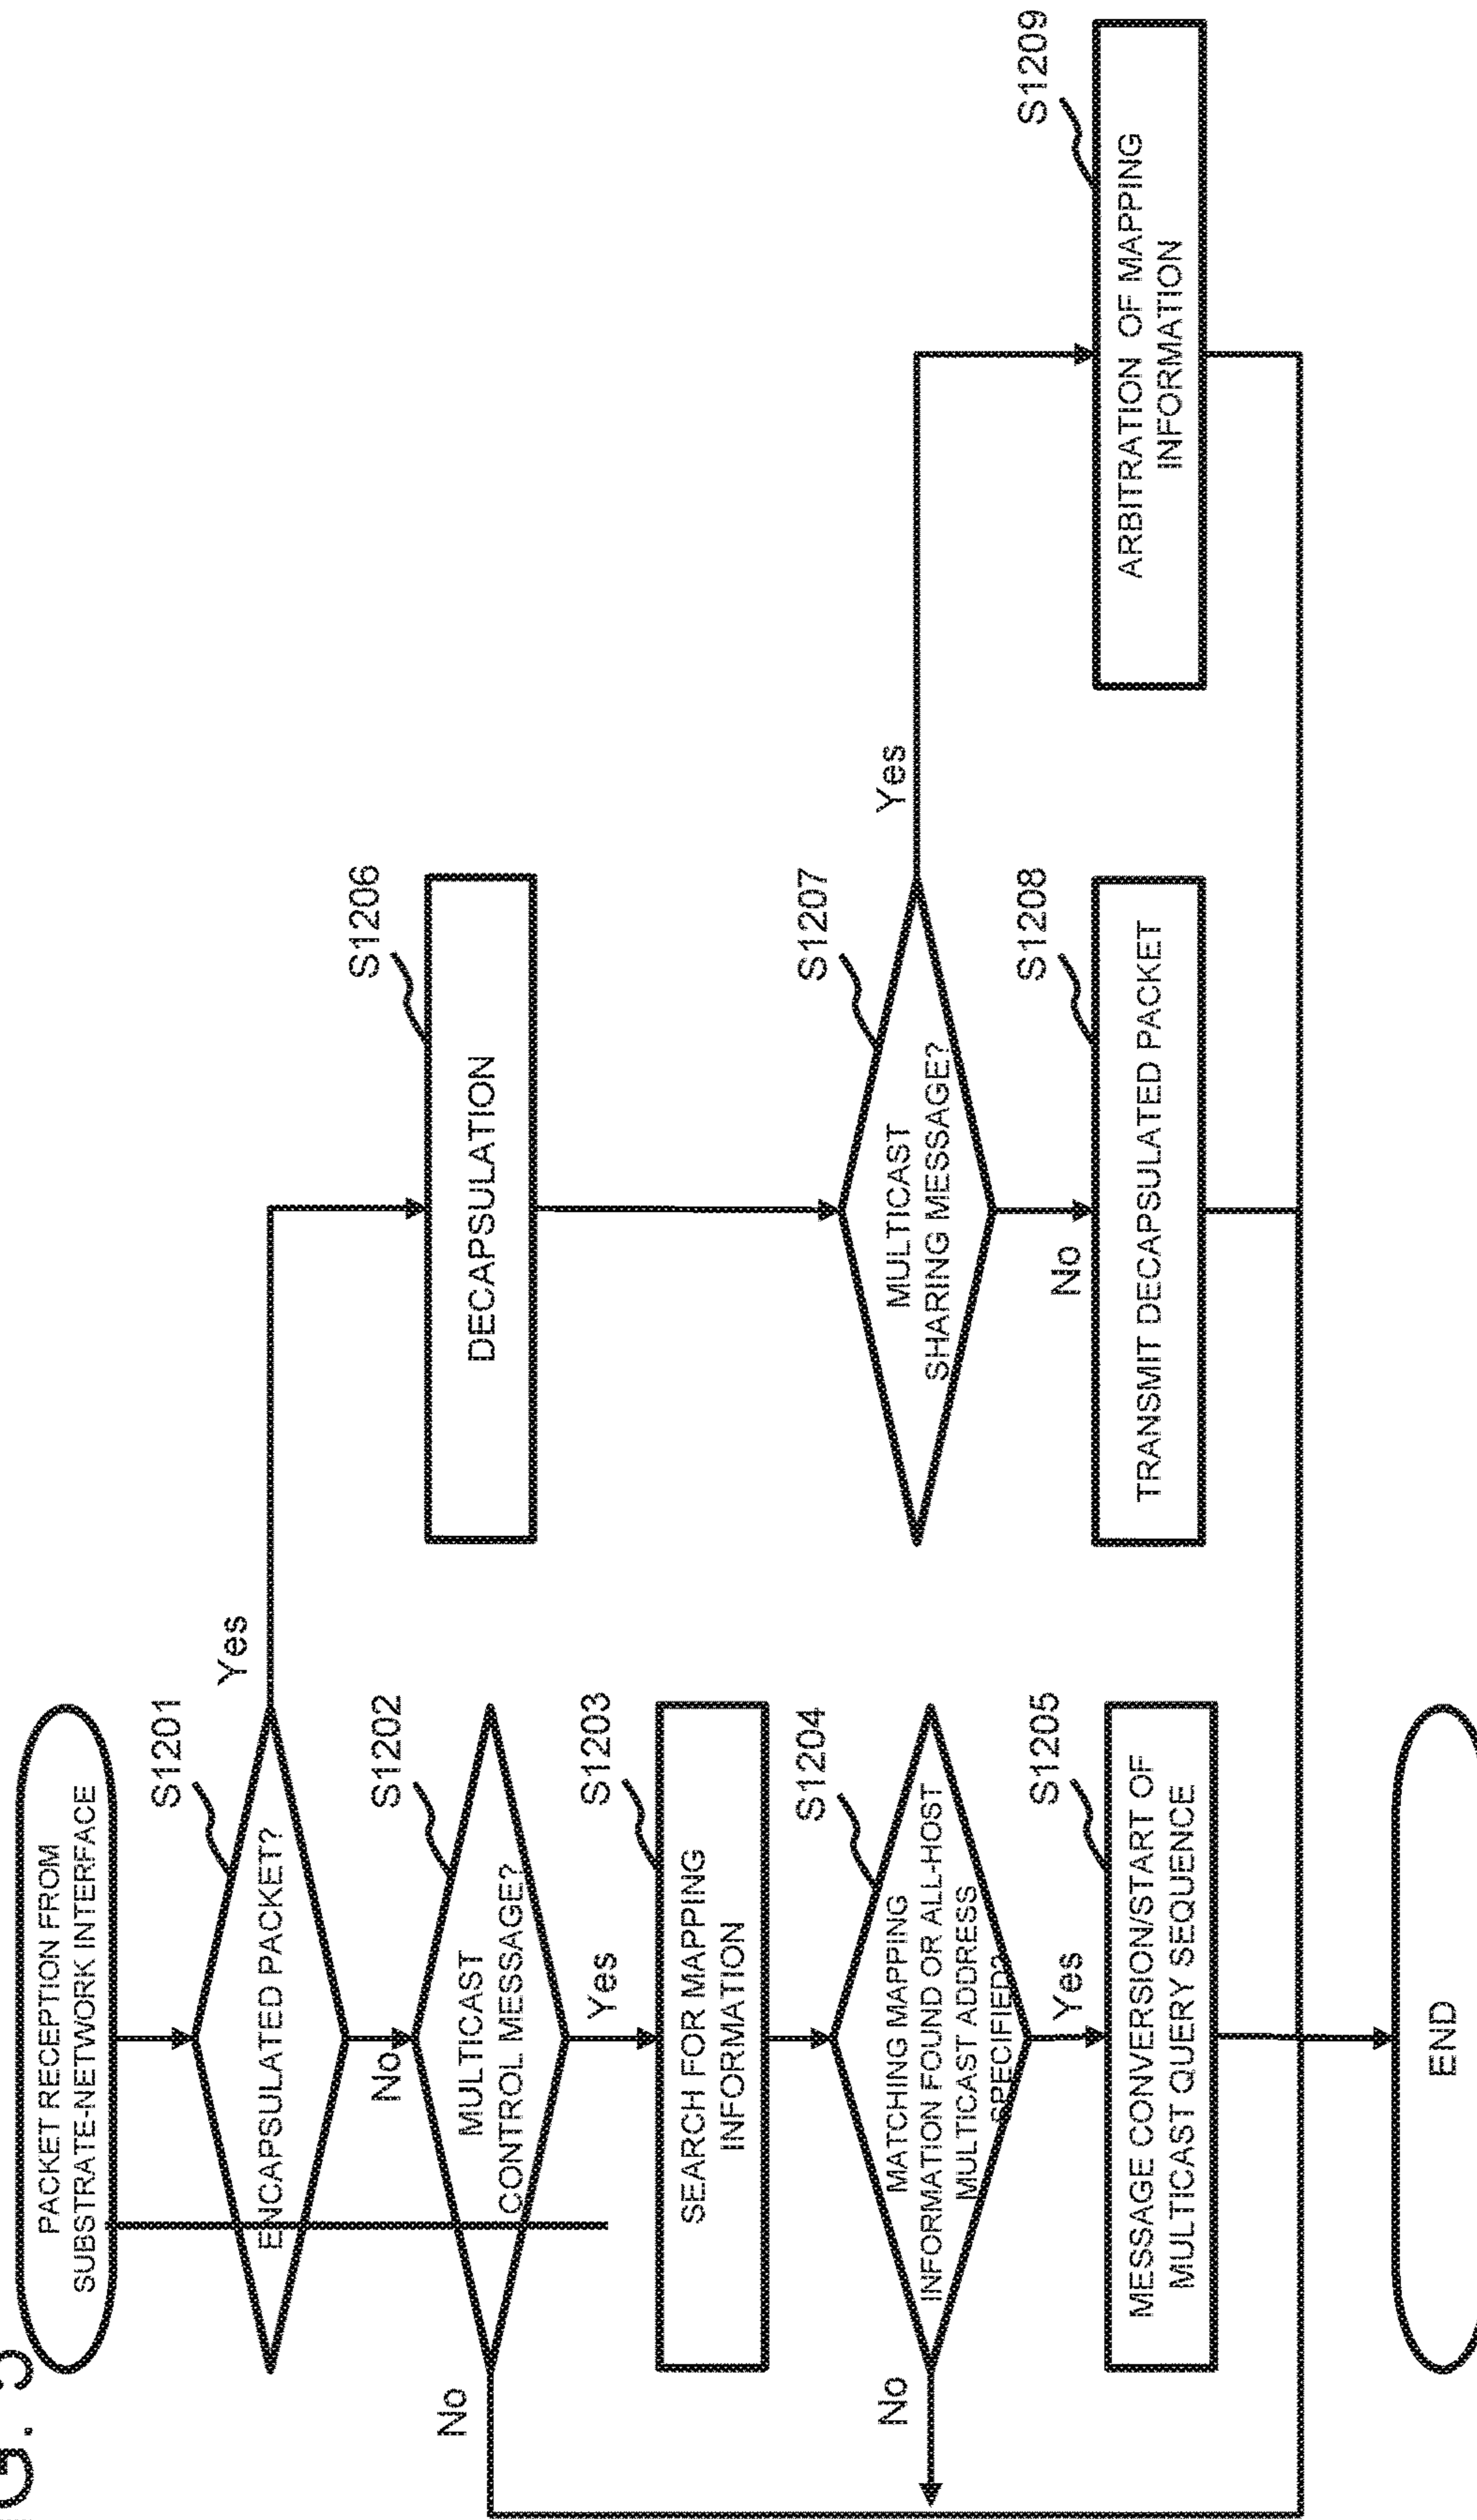 G. 5
PACKET RECEPTION FROM
SUBSTRATE-NETWORK INTERFACE
S1201
ENCAPSULATED PACKET?
Yes
No
S1202
MULTICAST
CONTROL MESSAGE?
No
Yes
S1203
SEARCH FOR MAPPING
INFORMATION
S1204
MATCHING MAPPING
INFORMATION FOUND OR ALL-HOST
MULTICAST ADDRESS
SPECIFIED?
No
Yes
S1205
MESSAGE CONVERSION/START OF
MULTICAST QUERY SEQUENCE
END
S1206
DECAPSULATION
S1207
MULTICAST
SHARING MESSAGE?
Yes
No
S1208
TRANSMIT DECAPSULATED PACKET
S1209
ARBITRATION OF MAPPING
INFORMATION